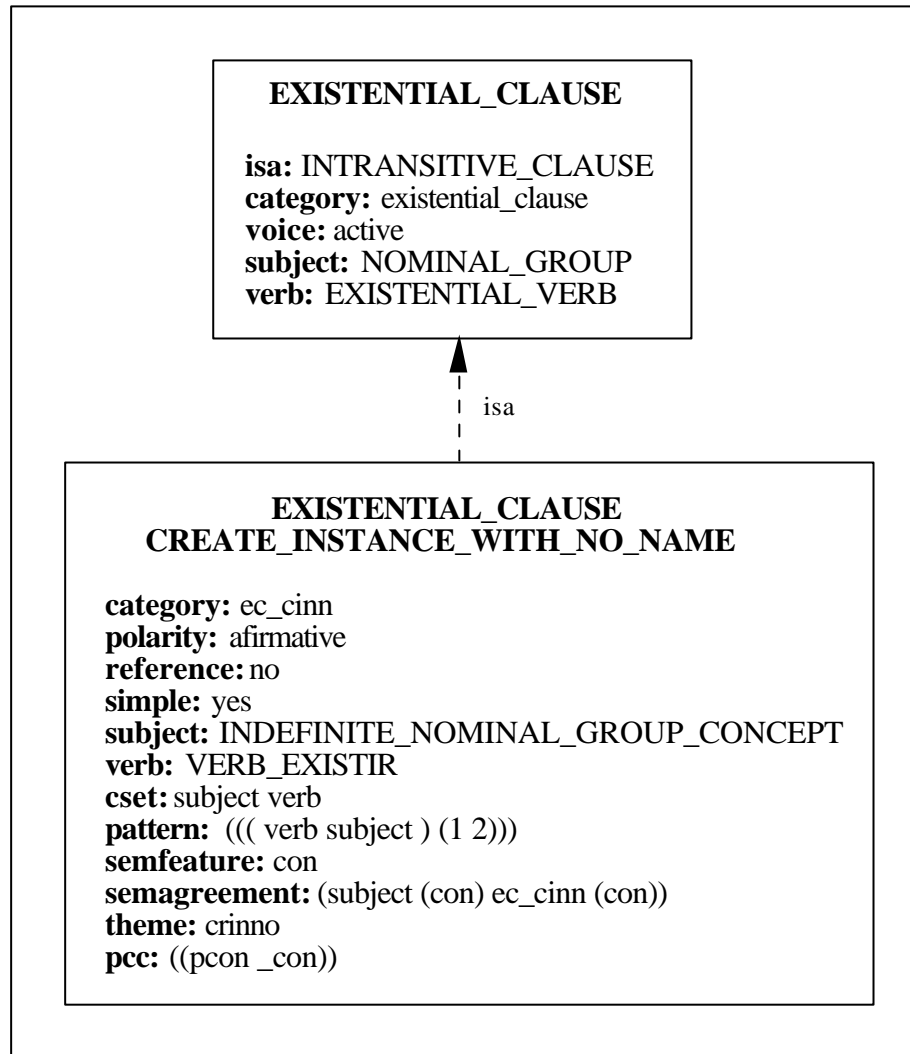 EXISTENTIAL_CLAUSE
isa: INTRANSITIVE_CLAUSE
category: existential_clause
voice: active
subject: NOMINAL_GROUP
verb: EXISTENTIAL_VERB
isa
EXISTENTIAL_CLAUSE
CREATE_INSTANCE_WITH_NO_NAME
category: ec_cinn
polarity: afirmative
reference: no
simple: yes
subject: INDEFINITE_NOMINAL_GROUP_CONCEPT
verb: VERB_EXISTIR
cset: subject verb
pattern: ((( verb subject ) (1 2)))
semfeature: con
semagreement: (subject (con) ec_cinn (con))
theme: crinno
pcc: ((pcon _con))